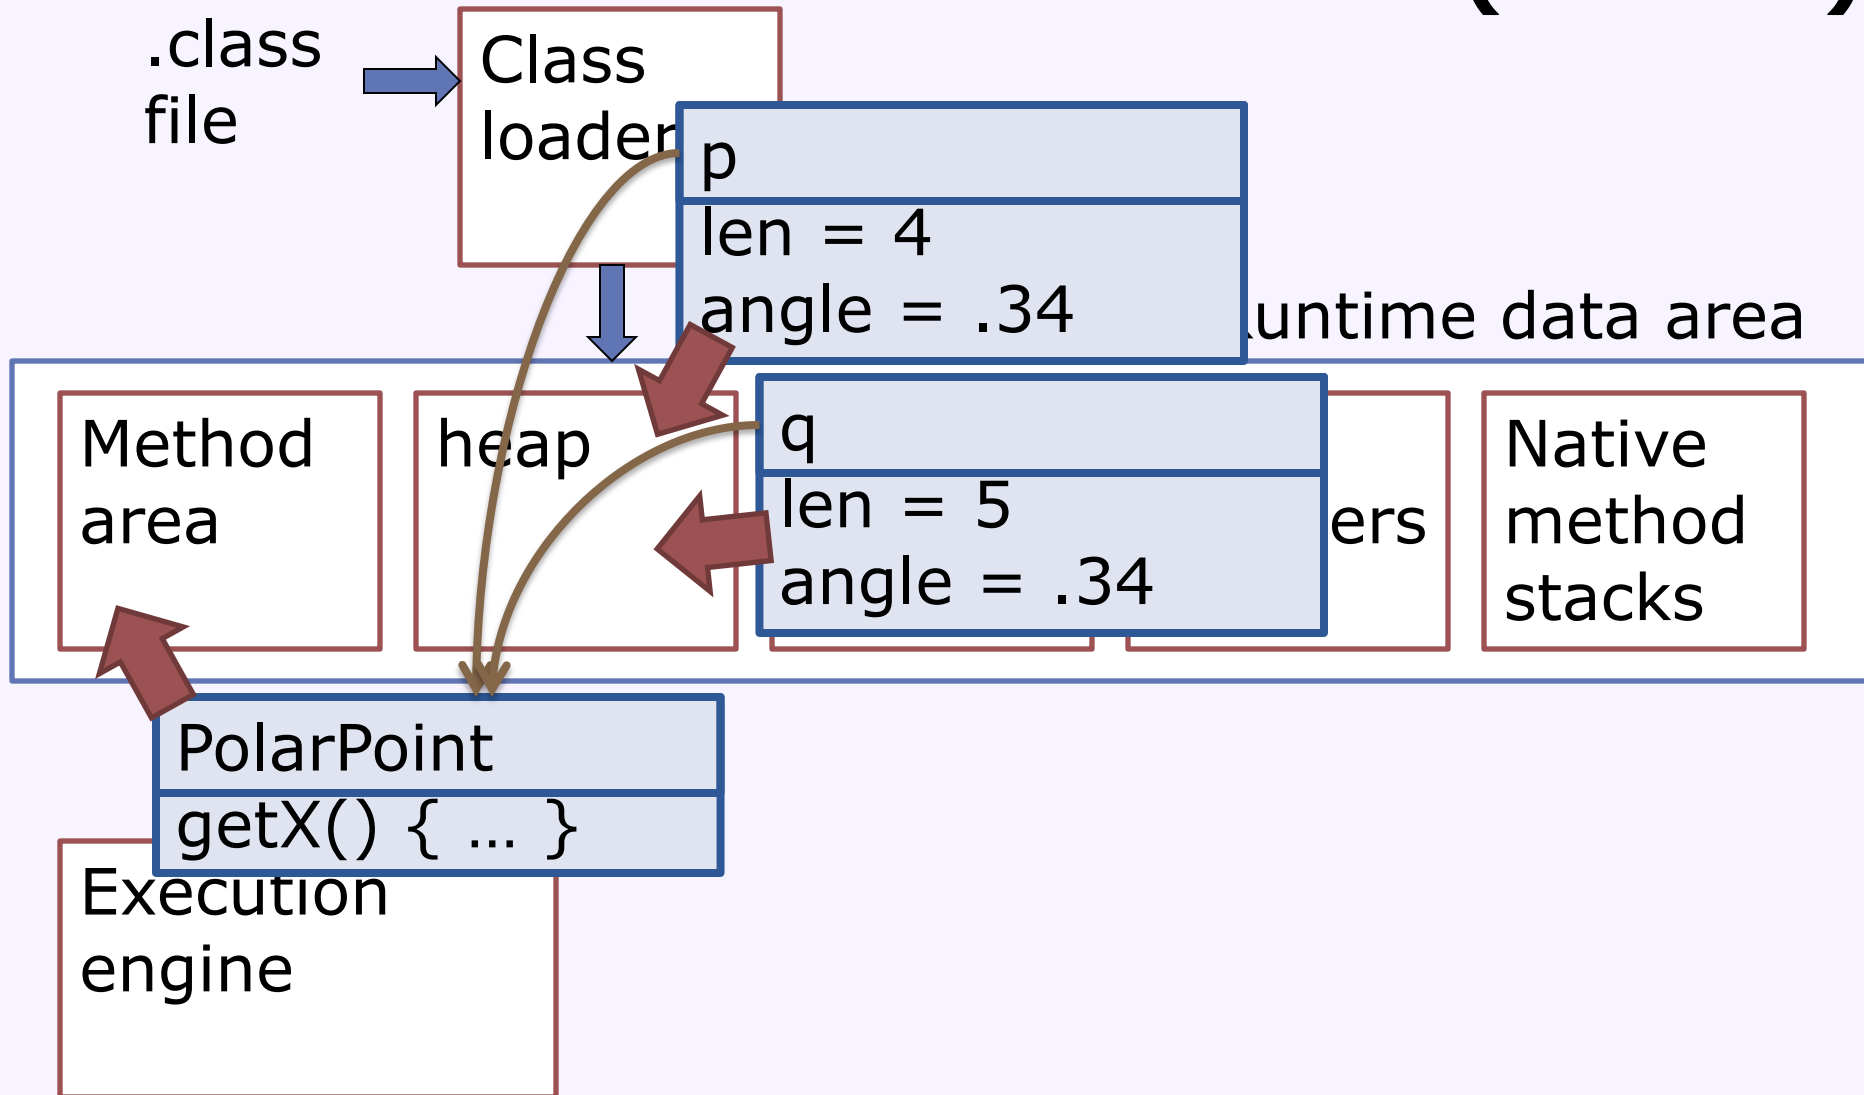 .class
file
Class
loader
p
len = 4
angle = .34
untime data area
Method
area
heap
q
len = 5
angle = .34
ers
Native
method
stacks
PolarPoint
getX() { … }
Execution
engine